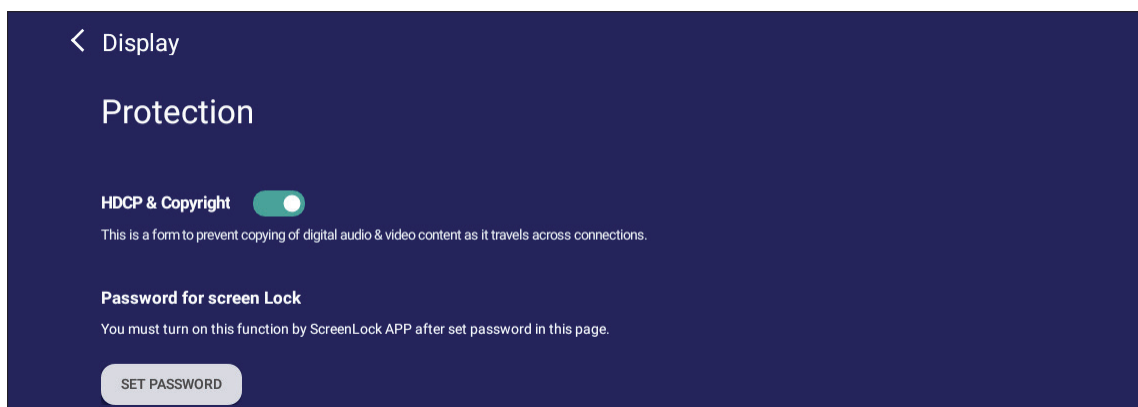 Display
Protection
HDCP & Copyright
This is a form to prevent copying of digital audio & video content as it travels across connections.
Password for screen Lock
You must turn on this function by ScreenLock APP after set password in this page.
SET PASSWORD